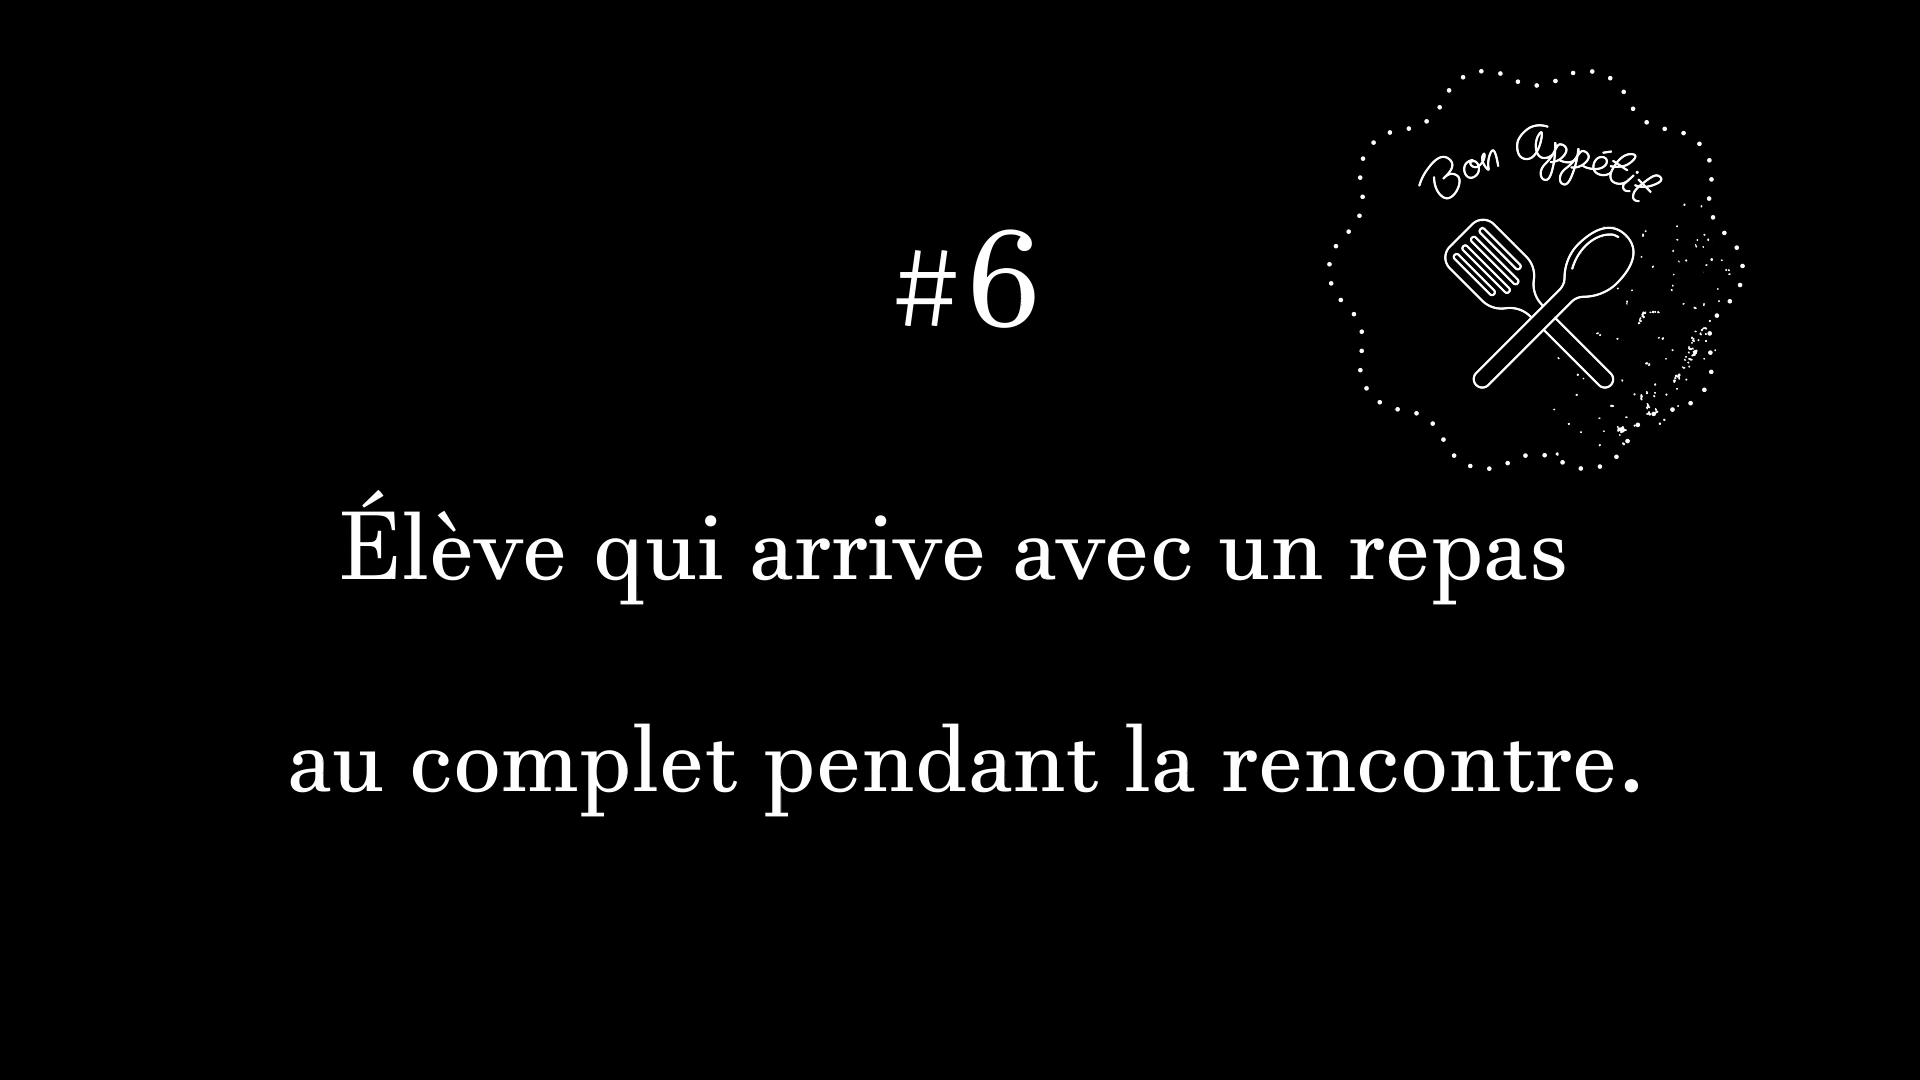 Bon Appétit
#6
Élève qui arrive avec un repas
au complet pendant la rencontre.